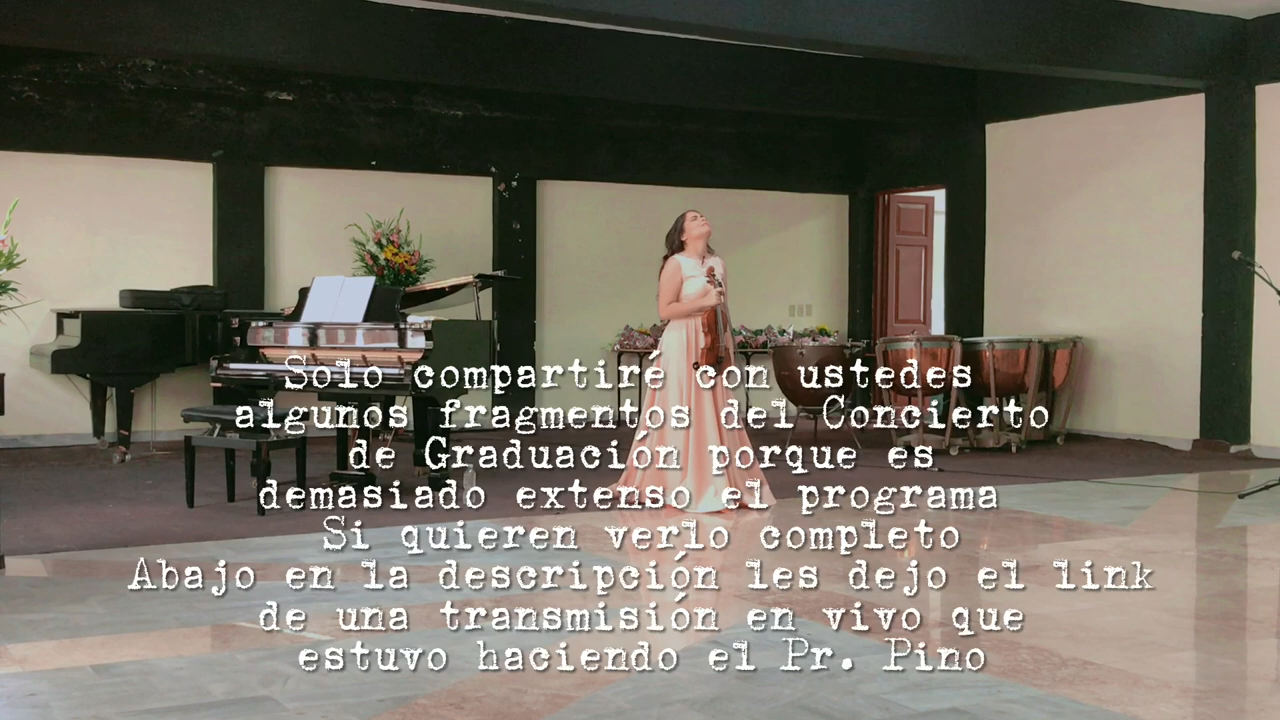 Solo compartiré con ustedes
algunos fragmentos del Concierto
de Graduación porque es
demasiado extenso el programa
Si quieren verlo completo
Abajo en la descripción les dejo el link
de una transmisión en vivo que
estuvo haciendo el Pr. Pino